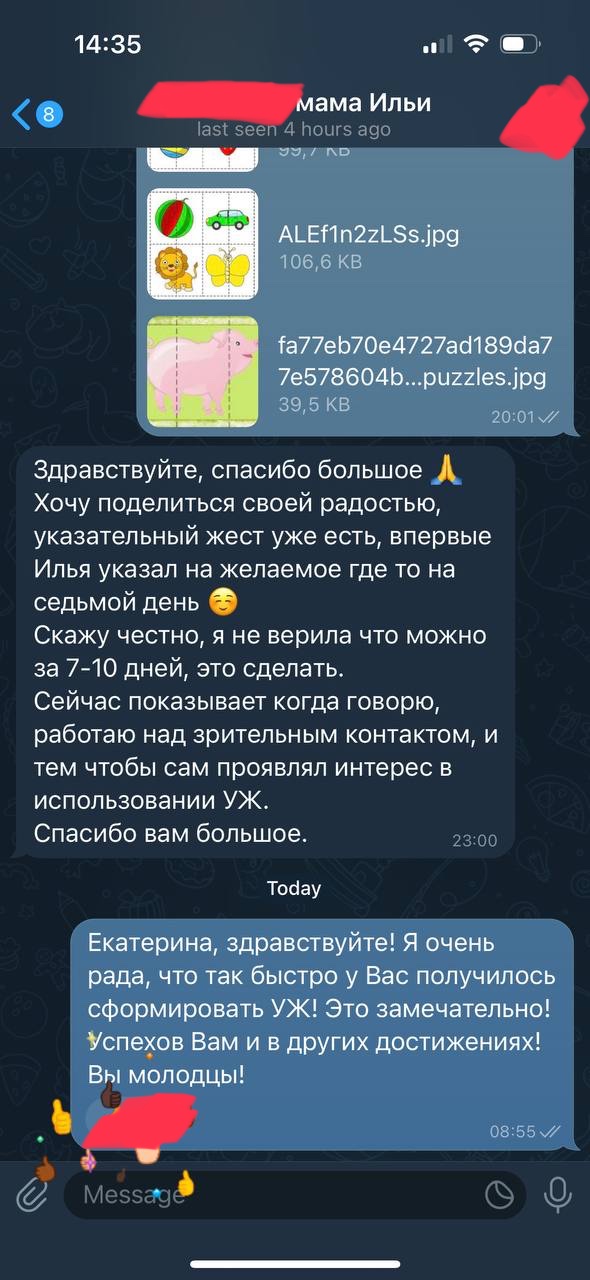 14:35
8
мама Ильи
last seen 4 hours ago
99,7 KB
ALEf1n2zLSs.jpg
106,6 KB
fa77eb70e4727ad189da7
7e578604b...puzzles.jpg
39,5 KB
20:01
Здравствуйте, спасибо большое 🙏
Хочу поделиться своей радостью,
указательный жест уже есть, впервые
Илья указал на желаемое где то на
седьмой день ☺️
Скажу честно, я не верила что можно
за 7-10 дней, это сделать.
Сейчас показывает когда говорю,
работаю над зрительным контактом, и
тем чтобы сам проявлял интерес в
использовании УЖ.
Спасибо вам большое.
23:00
Today
Екатерина, здравствуйте! Я очень
рада, что так быстро у Вас получилось
сформировать УЖ! Это замечательно!
Успехов Вам и в других достижениях!
Вы молодцы!
08:55
Message